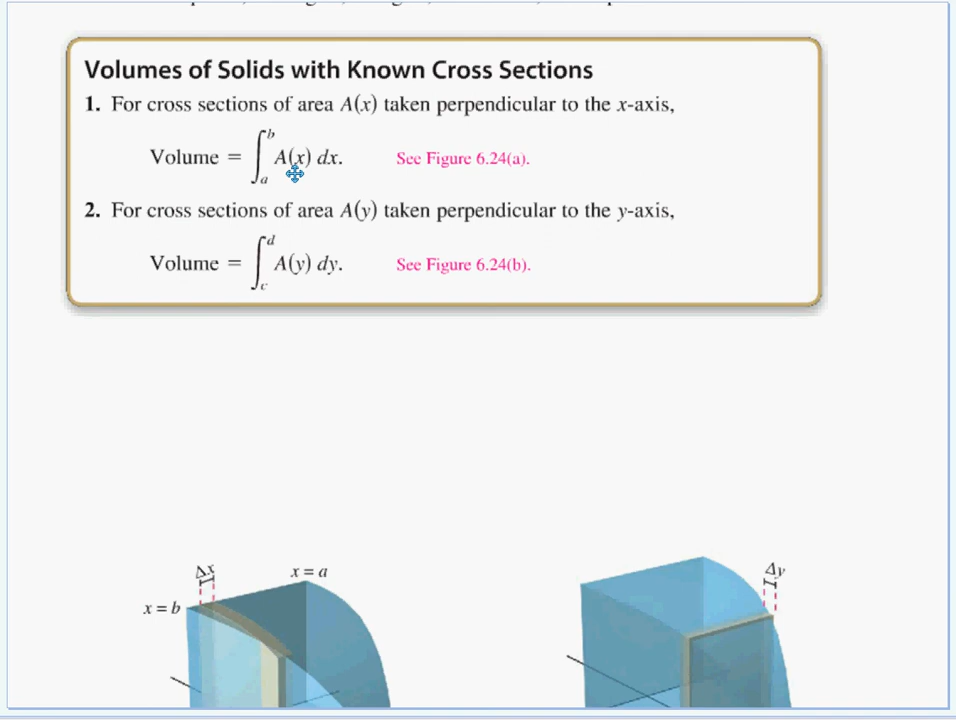 Volumes of Solids with Known Cross Sections
1. For cross sections of area A(x) taken perpendicular to the x-axis,
Volume = ∫_a^b A(x) dx. See Figure 6.24(a).
2. For cross sections of area A(y) taken perpendicular to the y-axis,
Volume = ∫_c^d A(y) dy. See Figure 6.24(b).
Δx
x = a
Δy
x = b